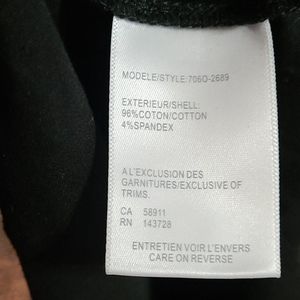 MODELE/STYLE:706O-2689
EXTERIEUR/SHELL:
96%COTON/COTTON
4%SPANDEX
A L'EXCLUSION DES
GARNITURES/EXCLUSIVE OF
TRIMS.
CA 58911
RN 143728
ENTRETIEN VOIR L'ENVERS
CARE ON REVERSE